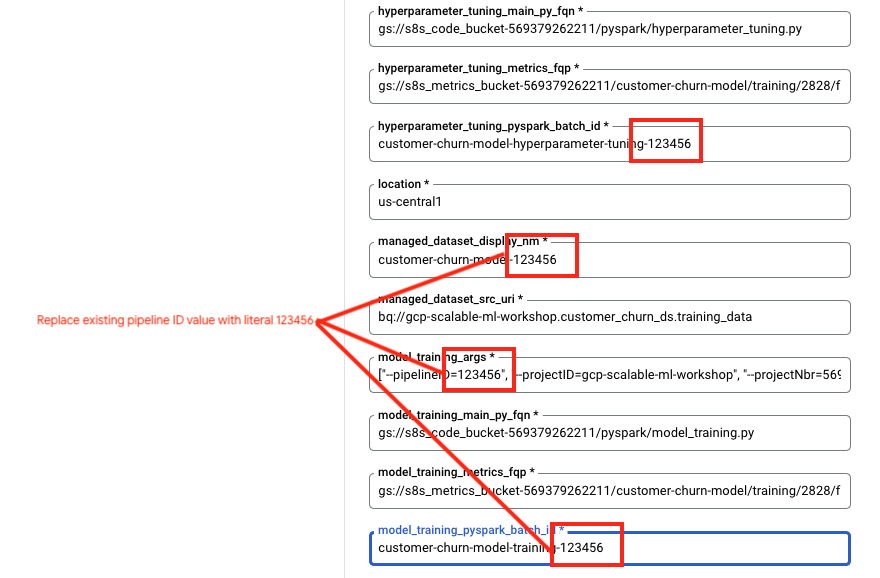 hyperparameter_tuning_main_py_fqn *
gs://s8s_code_bucket-569379262211/pyspark/hyperparameter_tuning.py
hyperparameter_tuning_metrics_fqp *
gs://s8s_metrics_bucket-569379262211/customer-churn-model/training/2828/f
hyperparameter_tuning_pyspark_batch_id *
customer-churn-model-hyperparameter-tuning-123456
location *
us-central1
managed_dataset_display_nm *
customer-churn-model-123456
managed_dataset_src_uri *
Replace existing pipeline ID value with literal 123456
bq://gcp-scalable-ml-workshop.customer_churn_ds.training_data
model_training_args *
["--pipelineID=123456", "--projectID=gcp-scalable-ml-workshop", "--projectNbr=569
model_training_main_py_fqn *
gs://s8s_code_bucket-569379262211/pyspark/model_training.py
model_training_metrics_fqp *
gs://s8s_metrics_bucket-569379262211/customer-churn-model/training/2828/f
model_training_pyspark_batch_id *
customer-churn-model-training-123456